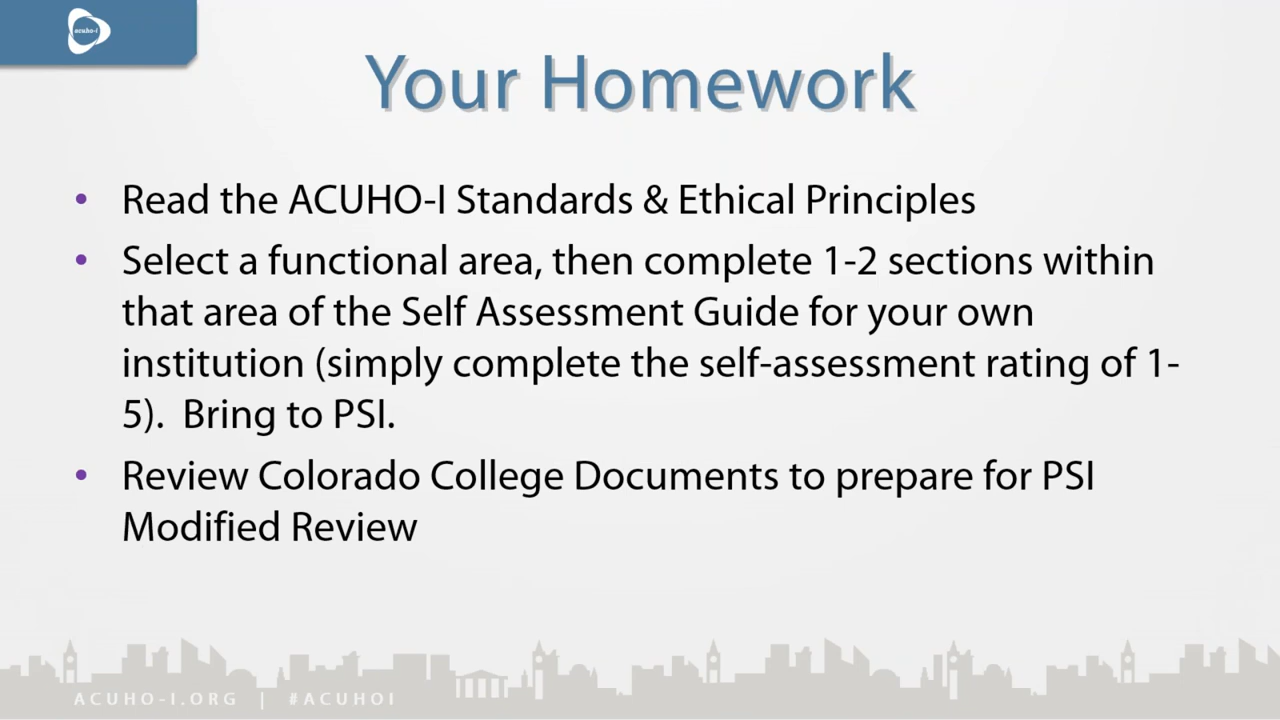 acuho-i
Your Homework
• Read the ACUHO-I Standards & Ethical Principles
• Select a functional area, then complete 1-2 sections within
that area of the Self Assessment Guide for your own
institution (simply complete the self-assessment rating of 1-
5).  Bring to PSI.
• Review Colorado College Documents to prepare for PSI
Modified Review
ACUHO-I.ORG | #ACUHOI